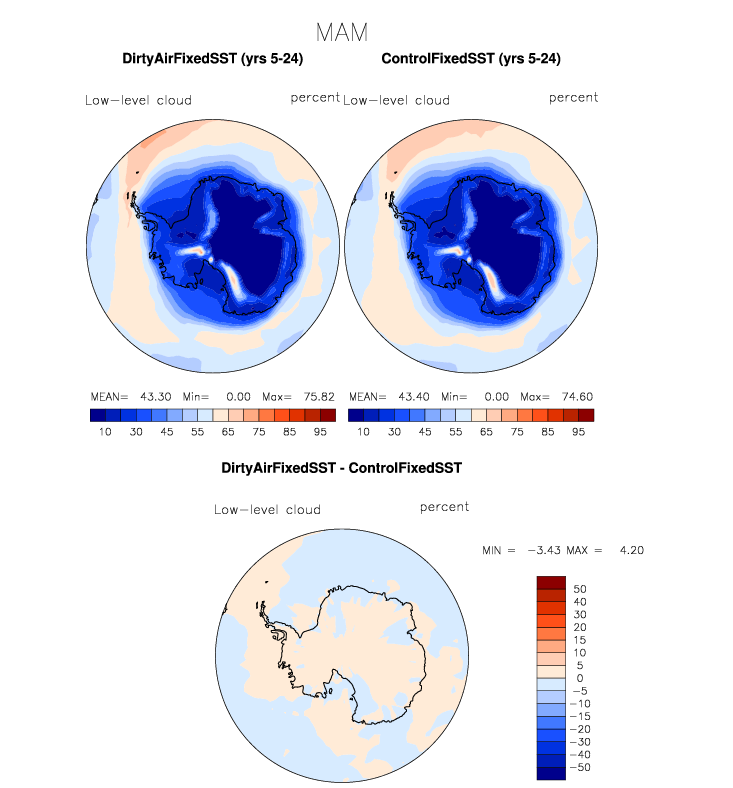 MAM
DirtyAirFixedSST (yrs 5-24) ControlFixedSST (yrs 5-24)
Low-level cloud percent Low-level cloud percent
MEAN= 43.30 Min= 0.00 Max= 75.82 MEAN= 43.40 Min= 0.00 Max= 74.60
10 30 45 55 65 75 85 95 10 30 45 55 65 75 85 95
DirtyAirFixedSST - ControlFixedSST
Low-level cloud percent
MIN = -3.43 MAX = 4.20
50
40
30
20
15
10
5
0
-5
-10
-15
-20
-30
-40
-50